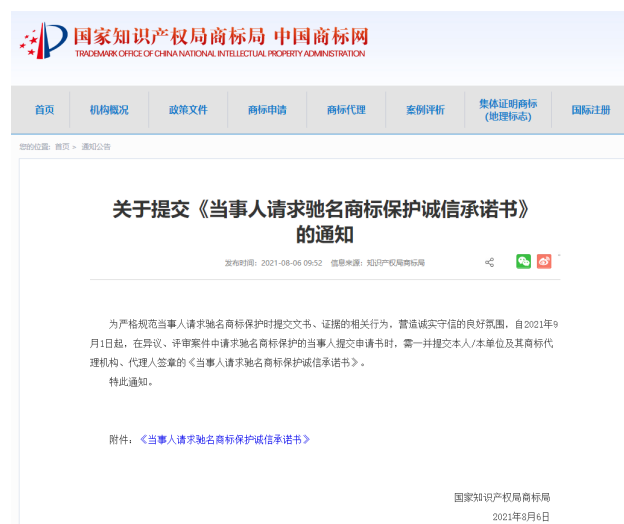 国家知识产权局商标局 中国商标网
TRADEMARK OFFICE OF CHINA NATIONAL INTELLECTUAL PROPERTY ADMINISTRATION
首页 机构概况 政策文件 商标申请 商标代理 案例评析 集体证明商标 国际注册
(地理标志)
您的位置: 首页 > 通知公告
关于提交《当事人请求驰名商标保护诚信承诺书》
的通知
发布时间: 2021-08-06 09:52 信息来源: 知识产权局商标局
为严格规范当事人请求驰名商标保护时提交文书、证据的相关行为，营造诚实守信的良好氛围，自2021年9
月1日起，在异议、评审案件中请求驰名商标保护的当事人提交申请书时，需一并提交本人/本单位及其商标代
理机构、代理人签章的《当事人请求驰名商标保护诚信承诺书》。
特此通知。
附件: 《当事人请求驰名商标保护诚信承诺书》
国家知识产权局商标局
2021年8月6日